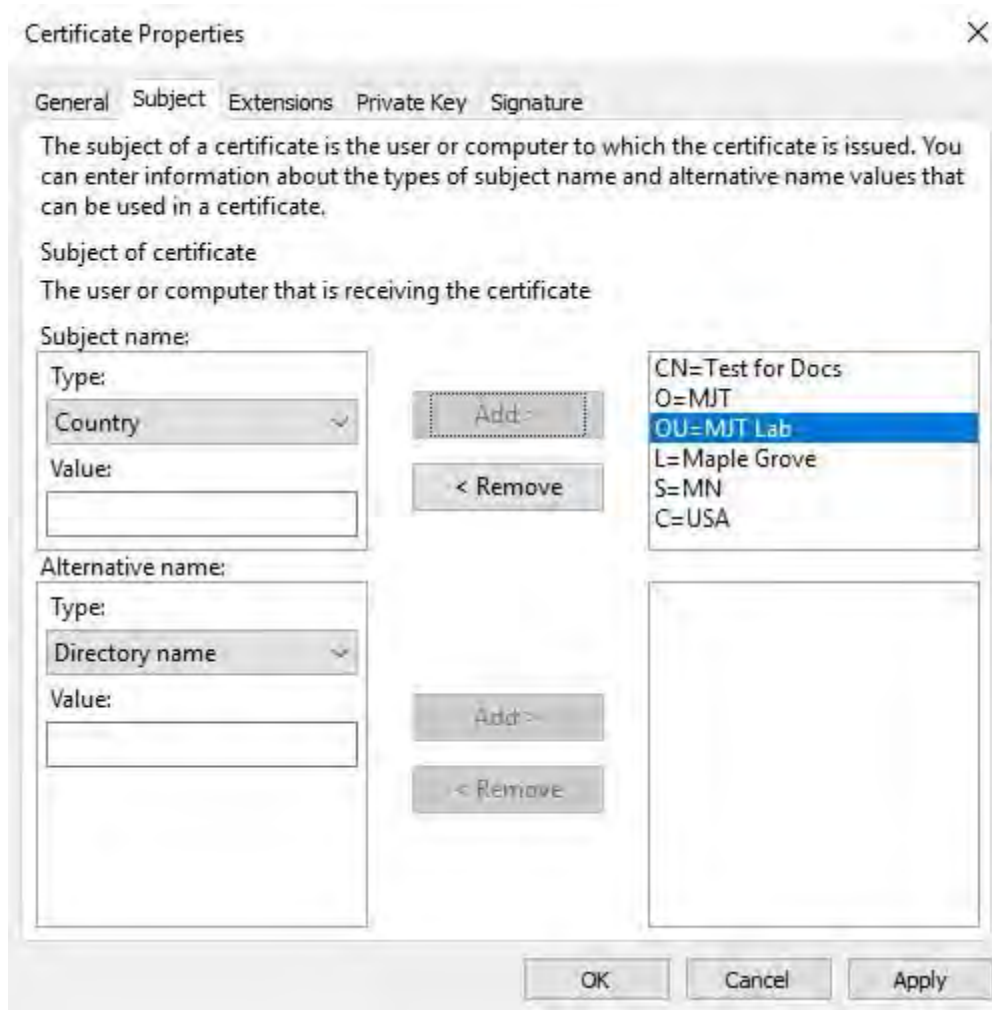 Certificate Properties
General Subject Extensions Private Key Signature
The subject of a certificate is the user or computer to which the certificate is issued. You
can enter information about the types of subject name and alternative name values that
can be used in a certificate.
Subject of certificate
The user or computer that is receiving the certificate
Subject name:
Type:
Country
Value:
Add >
< Remove
CN=Test for Docs
O=MJT
OU=MJT Lab
L=Maple Grove
S=MN
C=USA
Alternative name:
Type:
Directory name
Value:
Add >
< Remove
OK Cancel Apply